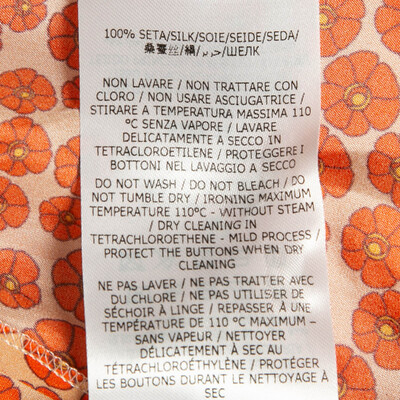 100% SETA/SILK/SOIE/SEIDE/SEDA/
桑蚕丝/絹/حرير/ШЕЛК
NON LAVARE / NON TRATTARE CON
CLORO / NON USARE ASCIUGATRICE /
STIRARE A TEMPERATURA MASSIMA 110
°C SENZA VAPORE / LAVARE
DELICATAMENTE A SECCO IN
TETRACLOROETILENE / PROTEGGERE I
BOTTONI NEL LAVAGGIO A SECCO
DO NOT WASH / DO NOT BLEACH / DO
NOT TUMBLE DRY / IRONING MAXIMUM
TEMPERATURE 110°C - WITHOUT STEAM
/ DRY CLEANING IN
TETRACHLOROETHENE - MILD PROCESS /
PROTECT THE BUTTONS WHEN DRY
CLEANING
NE PAS LAVER / NE PAS TRAITER AVEC
DU CHLORE / NE PAS UTILISER DE
SÉCHOIR À LINGE / REPASSER À UNE
TEMPÉRATURE DE 110 °C MAXIMUM –
SANS VAPEUR / NETTOYER
DÉLICATEMENT À SEC AU
TÉTRACHLOROÉTHYLÈNE / PROTÉGER
LES BOUTONS DURANT LE NETTOYAGE À
SEC